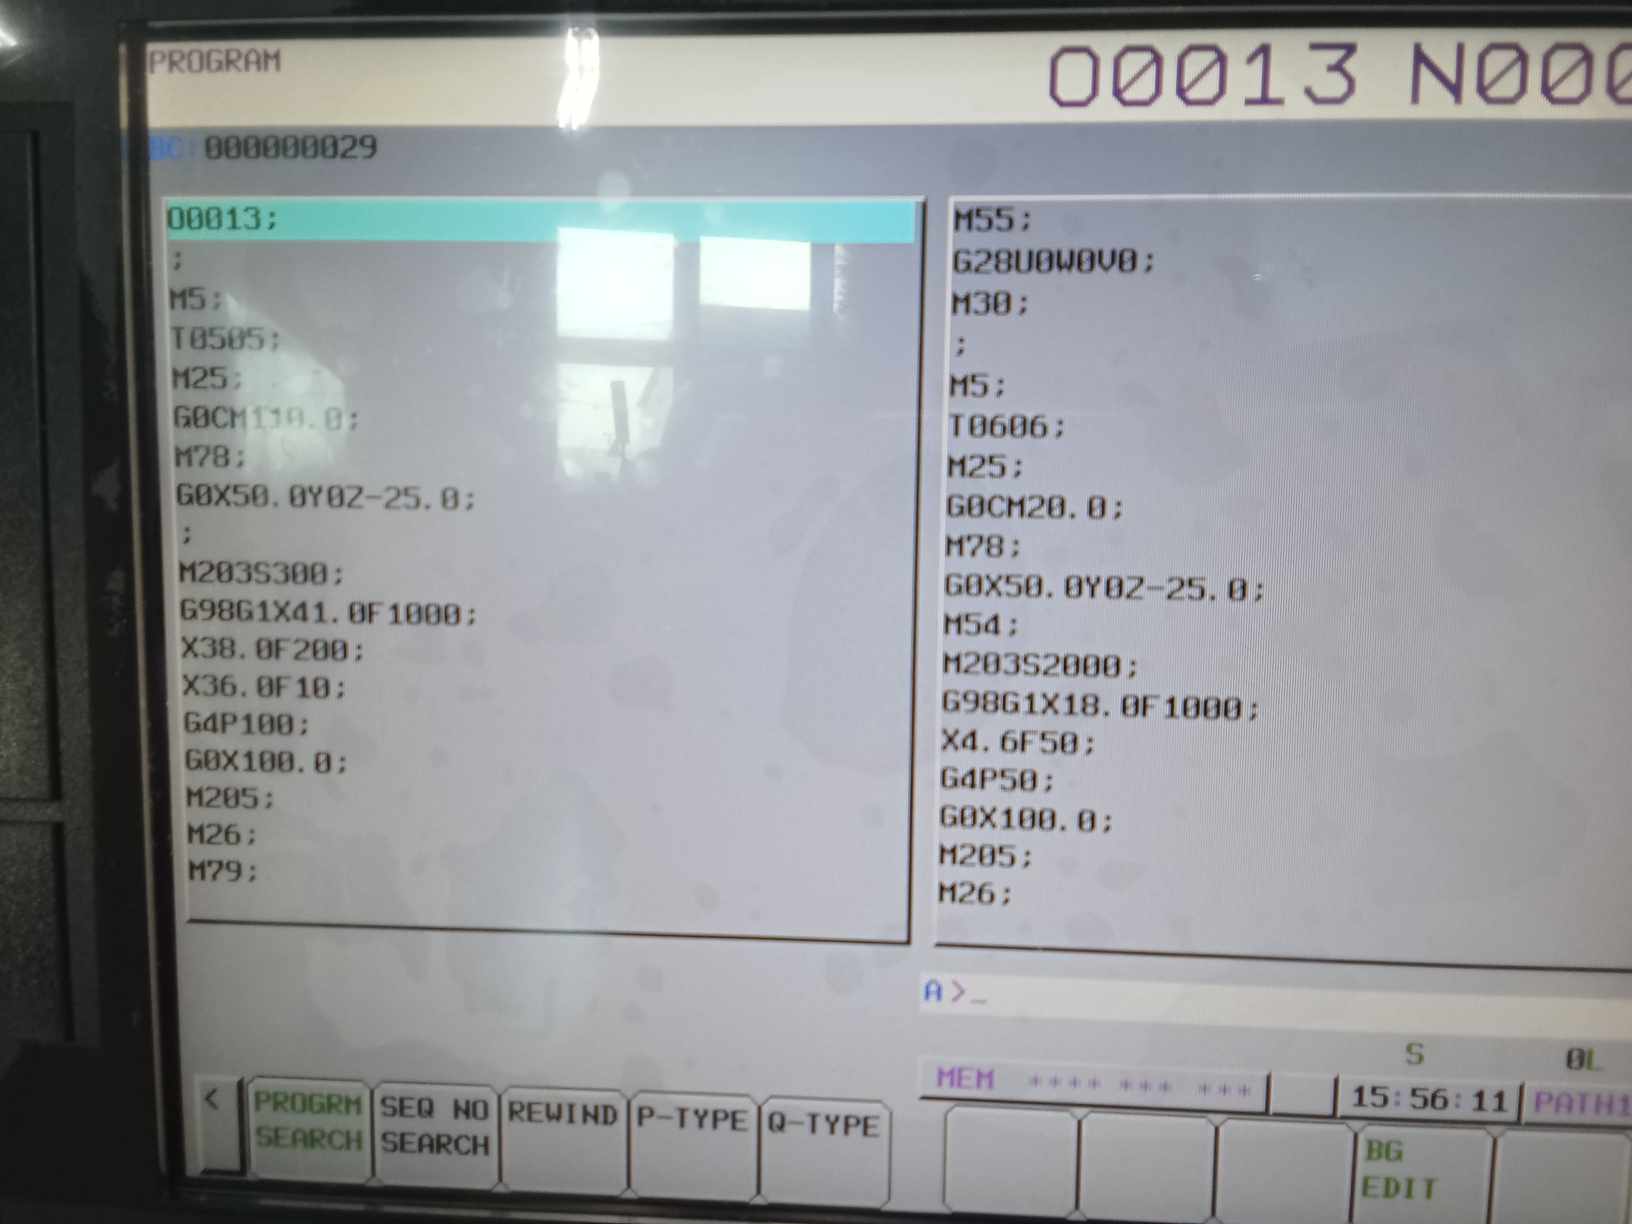 PROGRAM
O0013 N000
BC:000000029
O0013;
;
M5;
T0505;
M25;
G0CM110.0;
M78;
G0X50.0Y0Z-25.0;
;
M203S300;
G98G1X41.0F1000;
X38.0F200;
X36.0F10;
G4P100;
G0X100.0;
M205;
M26;
M79;
M55;
G28U0W0V0;
M30;
;
M5;
T0606;
M25;
G0CM20.0;
M78;
G0X50.0Y0Z-25.0;
M54;
M203S2000;
G98G1X18.0F1000;
X4.6F50;
G4P50;
G0X100.0;
M205;
M26;
A>_
S 0L
MEM **** *** ***
15:56:11
PATH1
<
PROGRM
SEARCH
SEQ NO
SEARCH
REWIND
P-TYPE
Q-TYPE
BG
EDIT